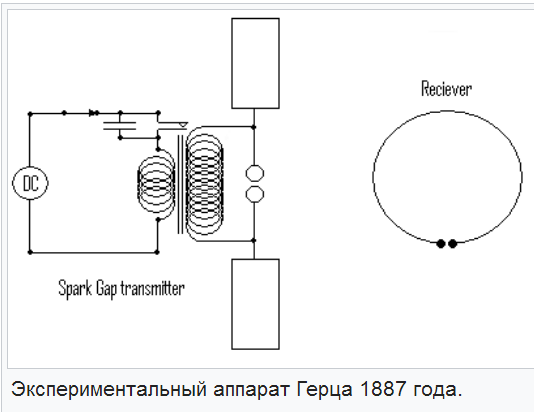 Reciever
DC
Spark Gap transmitter
Экспериментальный аппарат Герца 1887 года.